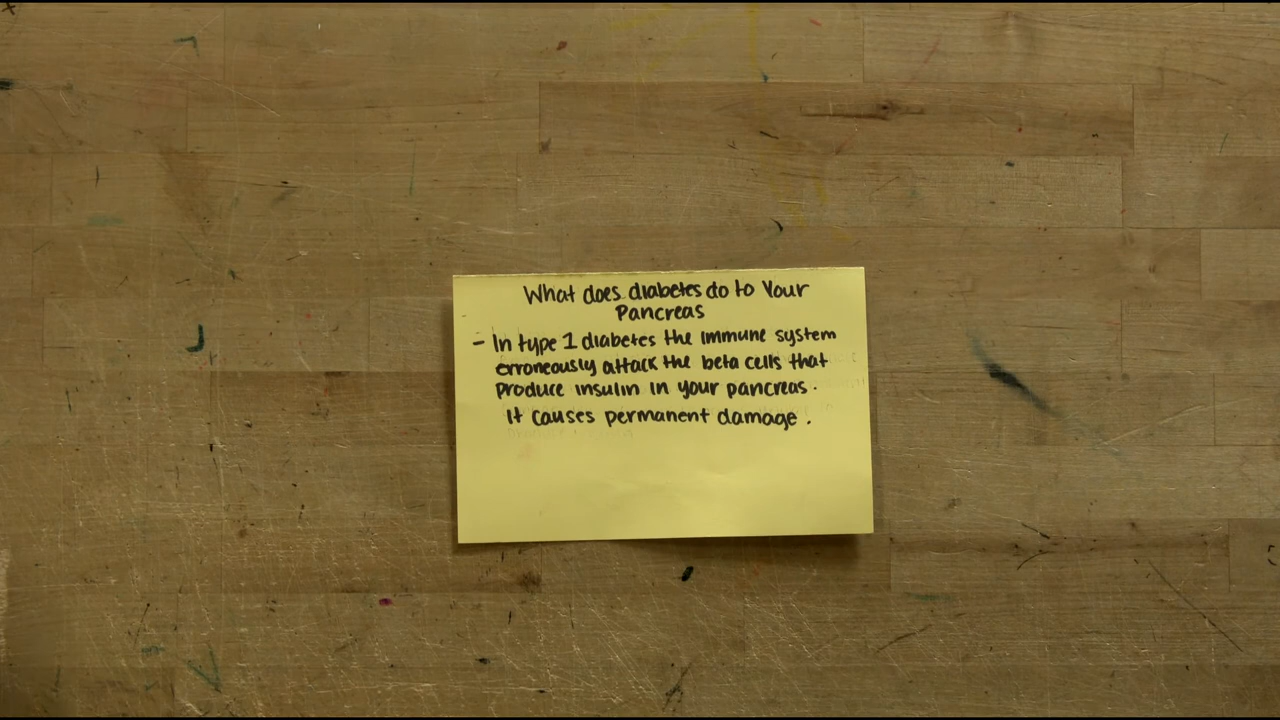 What does diabetes do to Your
Pancreas
- In type 1 diabetes the immune system
erroneously attack the beta cells that
produce insulin in your pancreas.
It causes permanent damage.